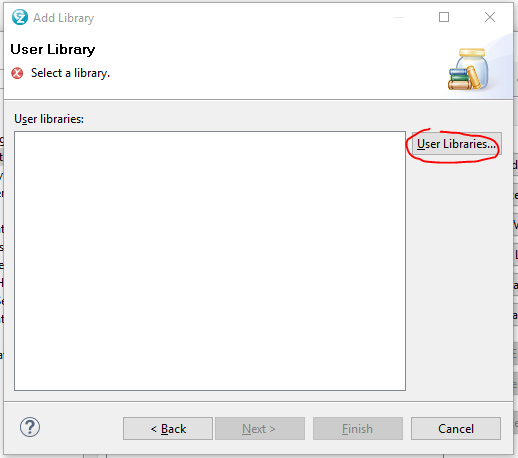 Add Library
User Library
Select a library.
User libraries:
User Libraries...
< Back
Next >
Finish
Cancel